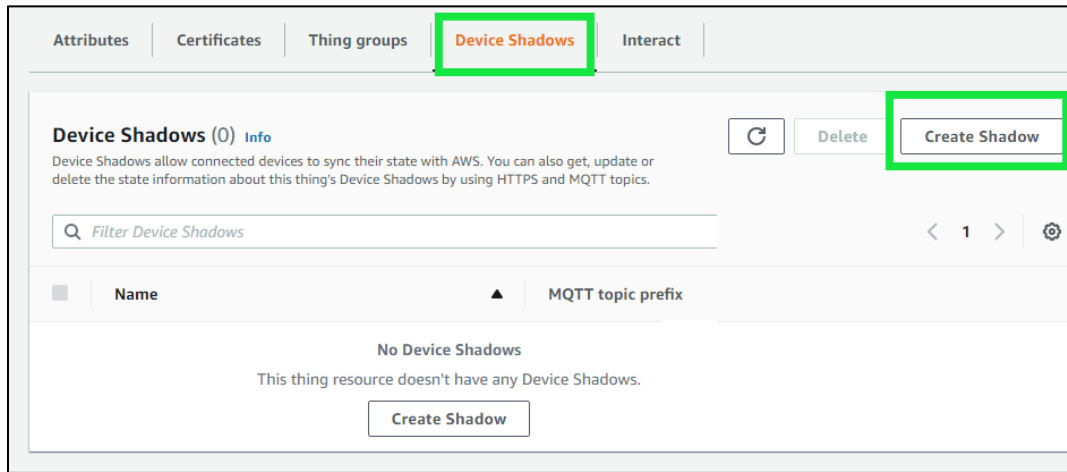 Attributes Certificates Thing groups Device Shadows Interact
Device Shadows (0) Info
Delete Create Shadow
Device Shadows allow connected devices to sync their state with AWS. You can also get, update or
delete the state information about this thing's Device Shadows by using HTTPS and MQTT topics.
Filter Device Shadows
1
Name MQTT topic prefix
No Device Shadows
This thing resource doesn't have any Device Shadows.
Create Shadow